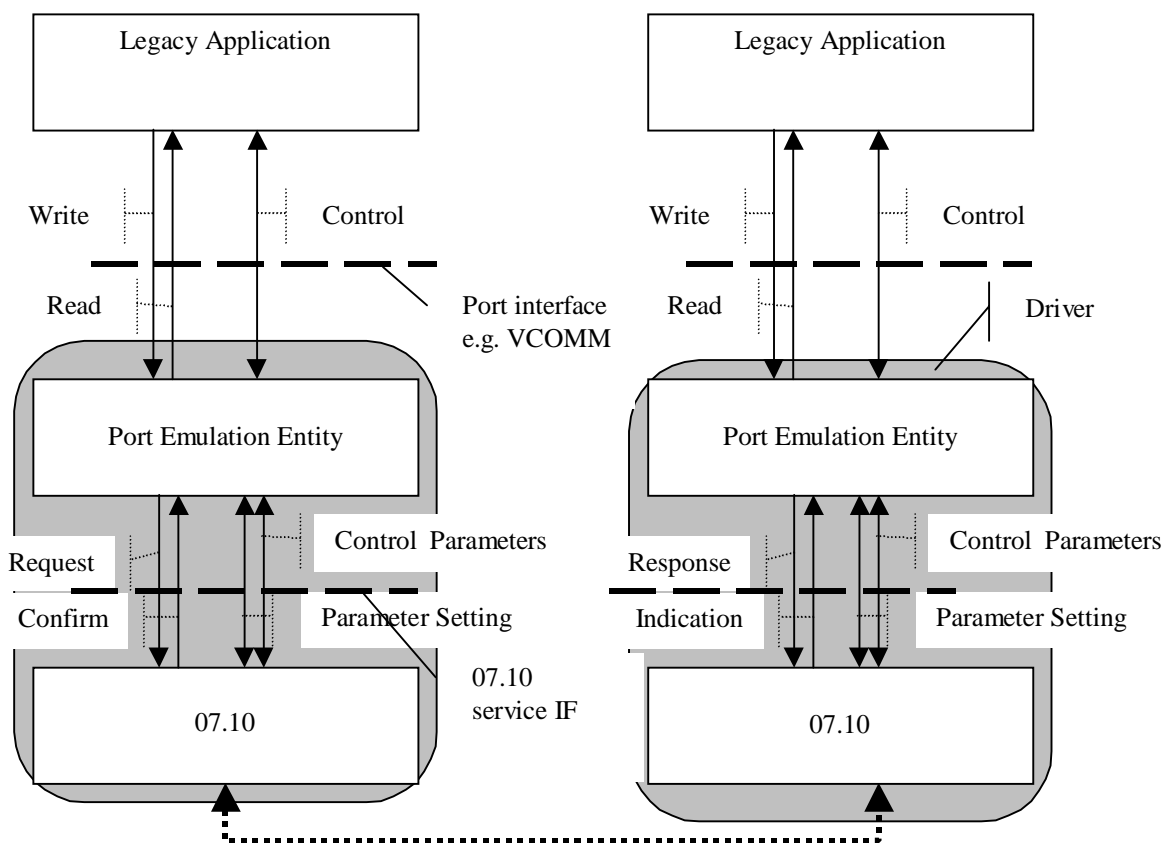 Legacy Application
Legacy Application
Write
Control
Write
Control
Read
Port interface
e.g. VCOMM
Read
Driver
Port Emulation Entity
Port Emulation Entity
Request
Control Parameters
Response
Control Parameters
Confirm
Parameter Setting
Indication
Parameter Setting
07.10
service IF
07.10
07.10